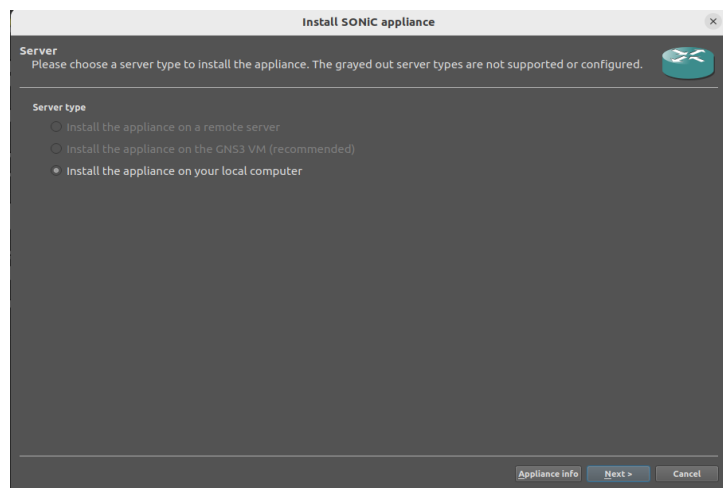 Install SONiC appliance
Server
Please choose a server type to install the appliance. The grayed out server types are not supported or configured.
Server type
Install the appliance on a remote server
Install the appliance on the GNS3 VM (recommended)
Install the appliance on your local computer
Appliance info
Next >
Cancel